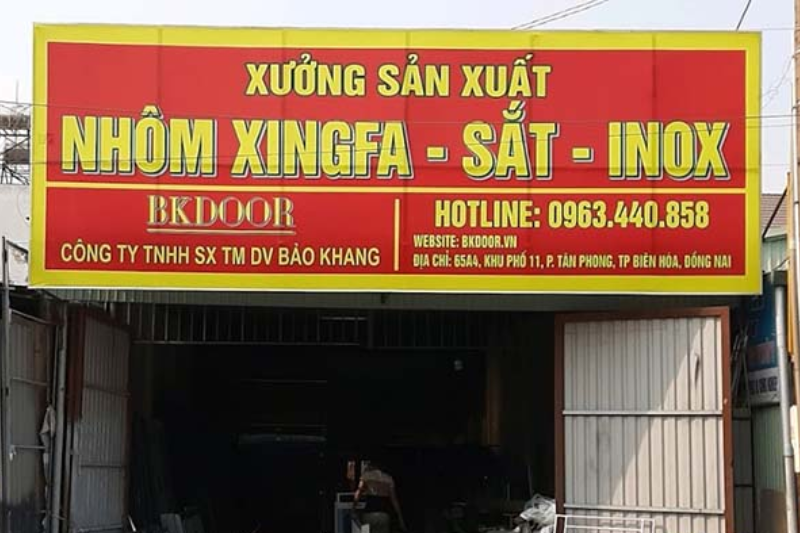 XƯỞNG SẢN XUẤT
NHÔM XINGFA - SẮT - INOX
BKDOOR
CÔNG TY TNHH SX TM DV BẢO KHANG
HOTLINE: 0963.440.858
WEBSITE: BKDOOR.VN
ĐỊA CHỈ: 65A4, KHU PHỐ 11, P. TÂN PHONG, TP BIÊN HÒA, ĐỒNG NAI